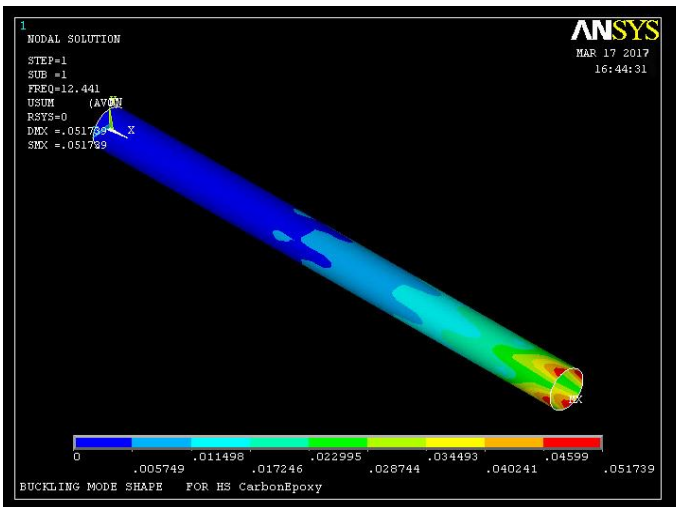 1
NODAL SOLUTION
ANSYS
MAR 17 2017
16:44:31
STEP=1
SUB =1
FREQ=12.441
USUM (AVG)
RSYS=0
DMX =.051739
SMX =.051739
X
MX
0 .011498 .022995 .034493 .04599
.005749 .017246 .028744 .040241 .051739
BUCKLING MODE SHAPE FOR HS CarbonEpoxy